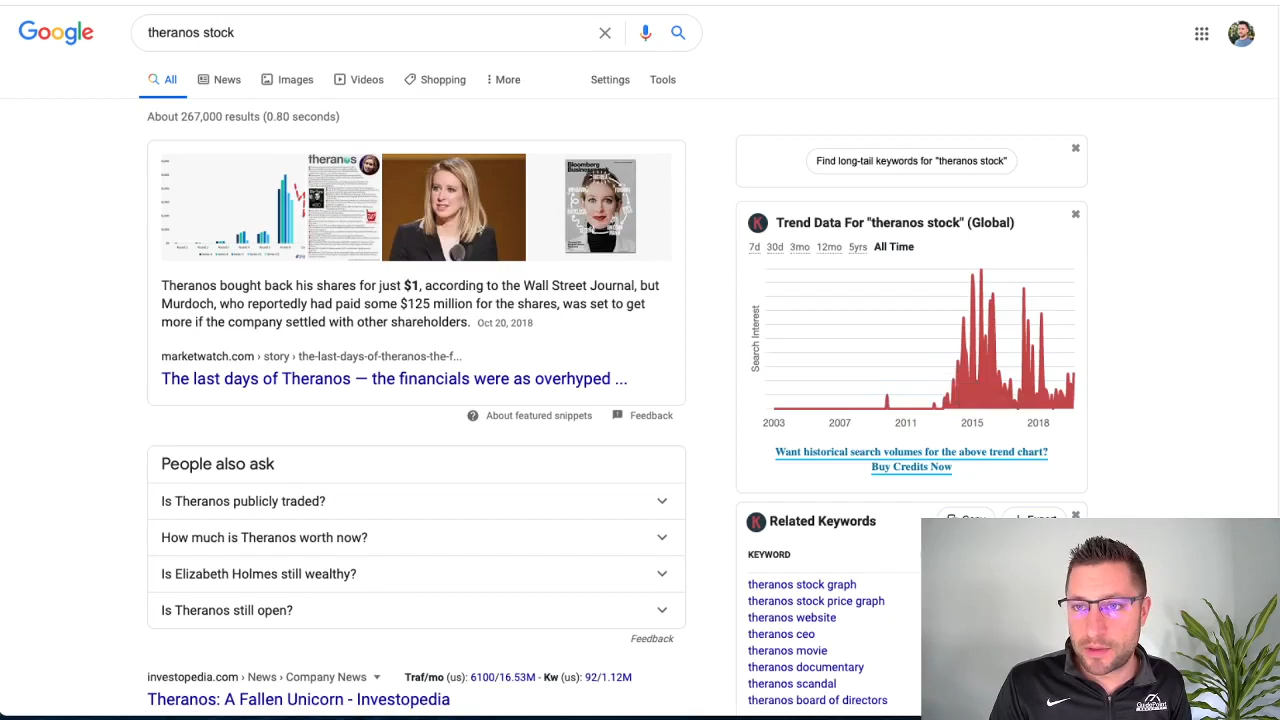 Google
theranos stock
All
News
Images
Videos
Shopping
More
Settings
Tools
About 267,000 results (0.80 seconds)
theranos
Bloomberg
Theranos bought back his shares for just $1, according to the Wall Street Journal, but
Murdoch, who reportedly had paid some $125 million for the shares, was set to get
more if the company settled with other shareholders. Oct 20, 2018
marketwatch.com › story › the-last-days-of-theranos-the-f...
The last days of Theranos — the financials were as overhyped ...
About featured snippets
Feedback
People also ask
Is Theranos publicly traded?
How much is Theranos worth now?
Is Elizabeth Holmes still wealthy?
Is Theranos still open?
Feedback
investopedia.com › News › Company News
Traf/mo (us): 6100/16.53M - Kw (us): 92/1.12M
Theranos: A Fallen Unicorn - Investopedia
Find long-tail keywords for "theranos stock"
K
Trend Data For "theranos stock" (Global)
7d 30d 3mo 12mo 5yrs All Time
Search Interest
2003 2007 2011 2015 2018
Want historical search volumes for the above trend chart?
Buy Credits Now
K
Related Keywords
KEYWORD
theranos stock graph
theranos stock price graph
theranos website
theranos ceo
theranos movie
theranos documentary
theranos scandal
theranos board of directors
GuidePoint